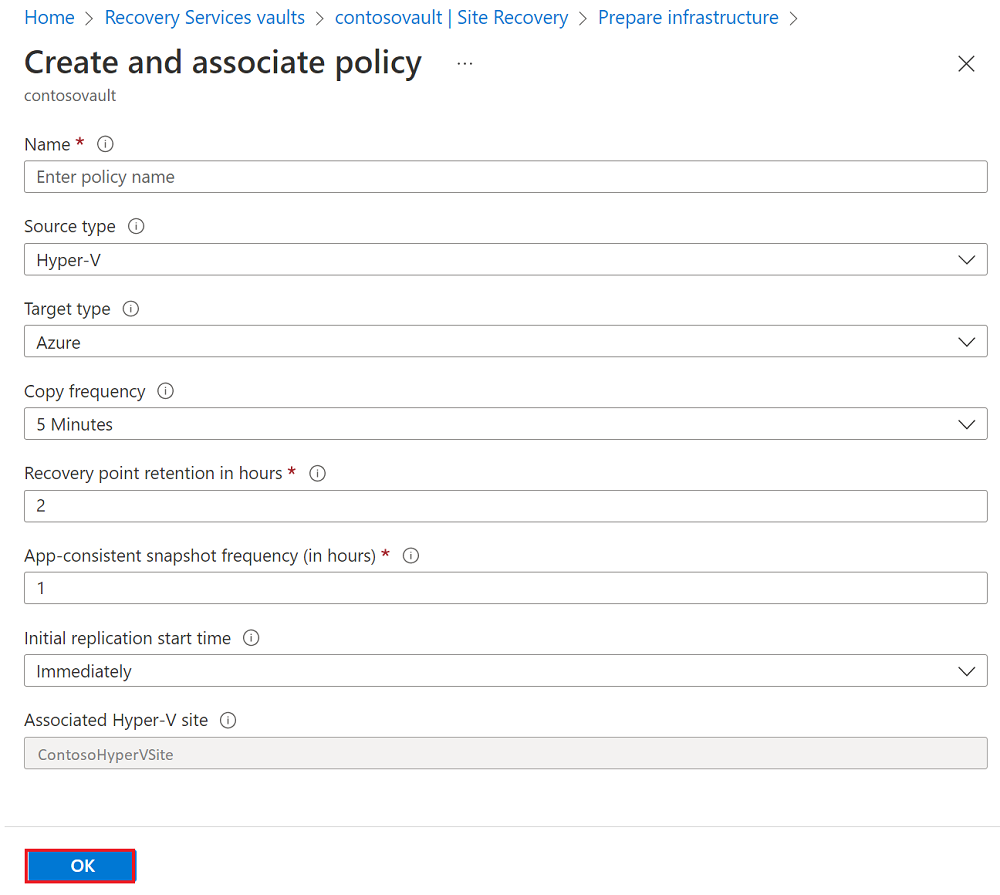 Home > Recovery Services vaults > contosovault | Site Recovery > Prepare infrastructure >
Create and associate policy ...
contosovault
Name *
Enter policy name
Source type
Hyper-V
Target type
Azure
Copy frequency
5 Minutes
Recovery point retention in hours *
2
App-consistent snapshot frequency (in hours) *
1
Initial replication start time
Immediately
Associated Hyper-V site
ContosoHyperVSite
OK